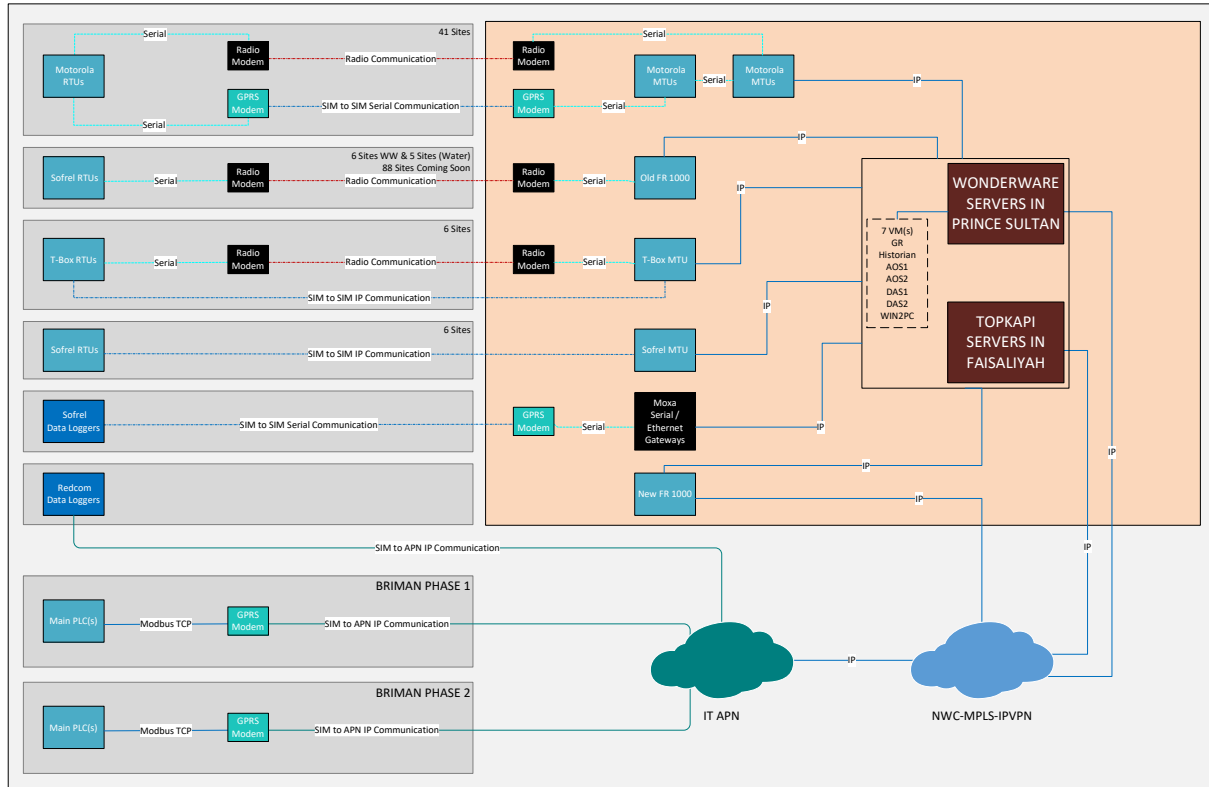 41 Sites
Serial
Radio
Modem
Radio Communication
Motorola
RTUs
GPRS
Modem
SIM to SIM Serial Communication
Serial
Serial
Radio
Modem
Motorola
MTUs
Serial
Motorola
MTUs
IP
GPRS
Modem
Serial
6 Sites WW & 5 Sites (Water)
88 Sites Coming Soon
Sofrel RTUs
Serial
Radio
Modem
Radio Communication
Radio
Modem
Serial
Old FR 1000
IP
6 Sites
T-Box RTUs
Serial
Radio
Modem
Radio Communication
Radio
Modem
Serial
T-Box MTU
IP
SIM to SIM IP Communication
6 Sites
Sofrel RTUs
SIM to SIM IP Communication
Sofrel MTU
IP
Sofrel
Data Loggers
SIM to SIM Serial Communication
GPRS
Modem
Serial
Moxa
Serial /
Ethernet
Gateways
IP
Redcom
Data Loggers
New FR 1000
IP
IP
WONDERWARE
SERVERS IN
PRINCE SULTAN
7 VM(s)
GR
Historian
AOS1
AOS2
DAS1
DAS2
WIN2PC
TOPKAPI
SERVERS IN
FAISALIYAH
IP
IP
SIM to APN IP Communication
BRIMAN PHASE 1
Main PLC(s)
Modbus TCP
GPRS
Modem
SIM to APN IP Communication
BRIMAN PHASE 2
Main PLC(s)
Modbus TCP
GPRS
Modem
SIM to APN IP Communication
IP
IT APN
NWC-MPLS-IPVPN